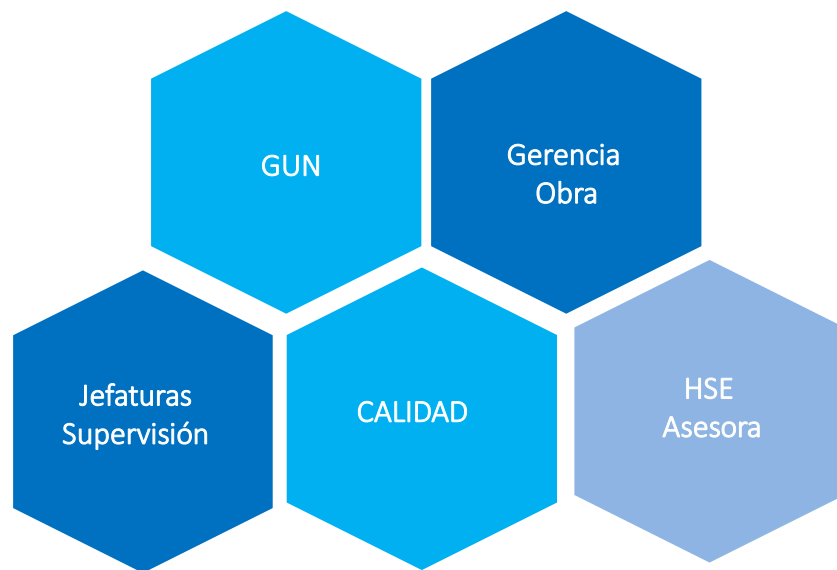 GUN
Gerencia
Obra
Jefaturas
Supervisión
CALIDAD
HSE
Asesora